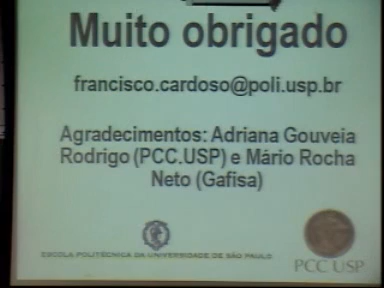 Muito obrigado
francisco.cardoso@poli.usp.br
Agradecimentos: Adriana Gouveia
Rodrigo (PCC.USP) e Mário Rocha
Neto (Gafisa)
ESCOLA POLITÉCNICA DA UNIVERSIDADE DE SÃO PAULO
PCC USP